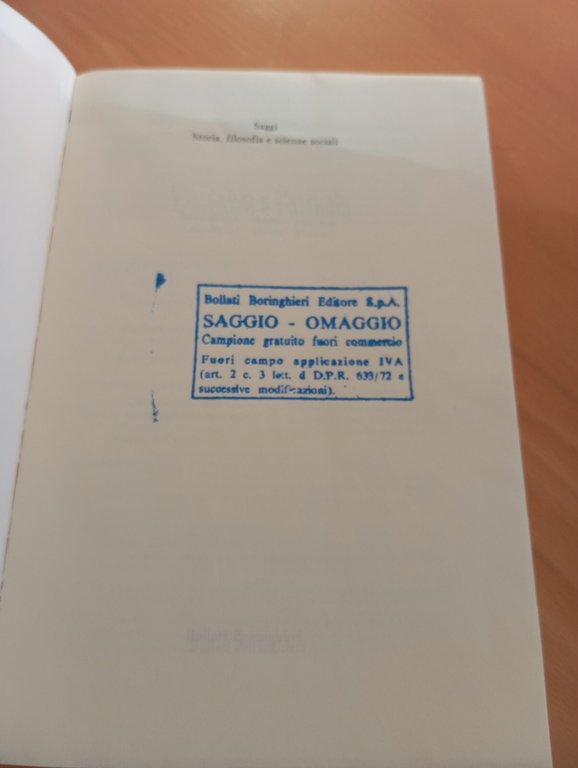 Saggi
Storia, filosofia e scienze sociali
Bollati Boringhieri Editore S.p.A.
SAGGIO - OMAGGIO
Campione gratuito fuori commercio
Fuori campo applicazione IVA
(art. 2 c. 3 lett. d D.P.R. 633/72 e
successive modificazioni).